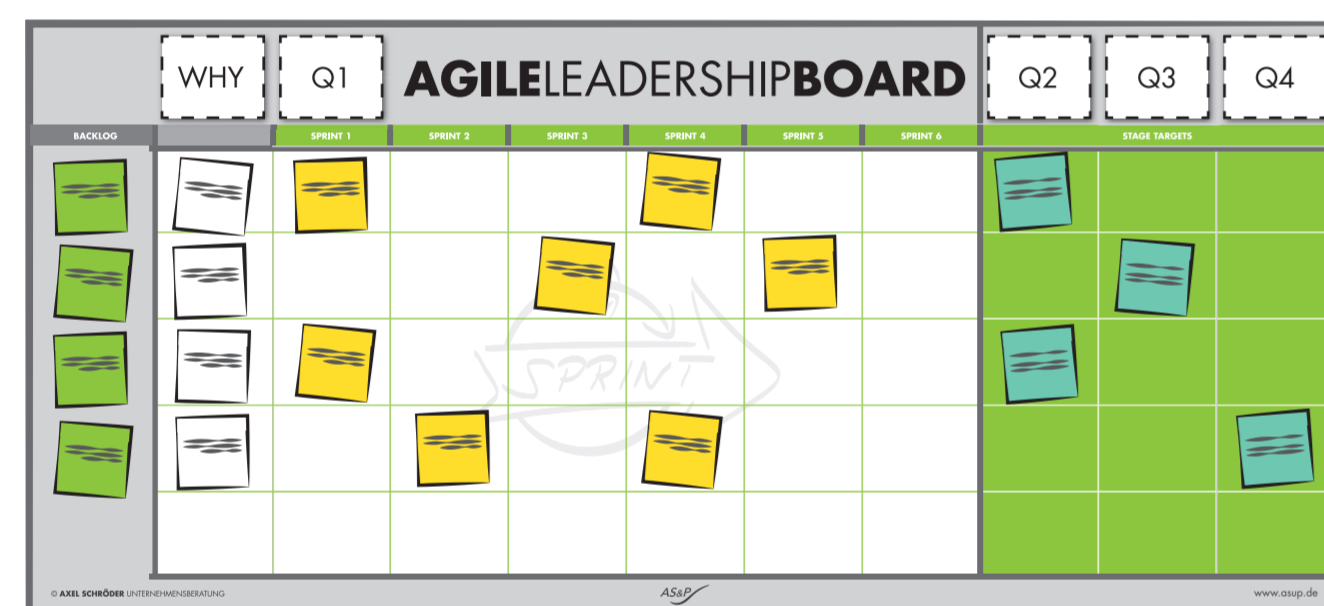 WHY
Q1
AGILELEADERSHIPBOARD
Q2
Q3
Q4
BACKLOG
SPRINT 1
SPRINT 2
SPRINT 3
SPRINT 4
SPRINT 5
SPRINT 6
STAGE TARGETS
SPRINT
© AXEL SCHRÖDER UNTERNEHMENSBERATUNG
AS&P
www.asup.de